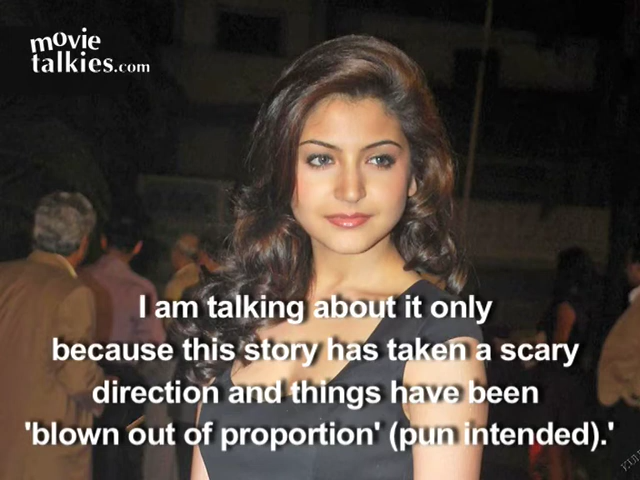 movie
talkies.com
I am talking about it only
because this story has taken a scary
direction and things have been
'blown out of proportion' (pun intended).'